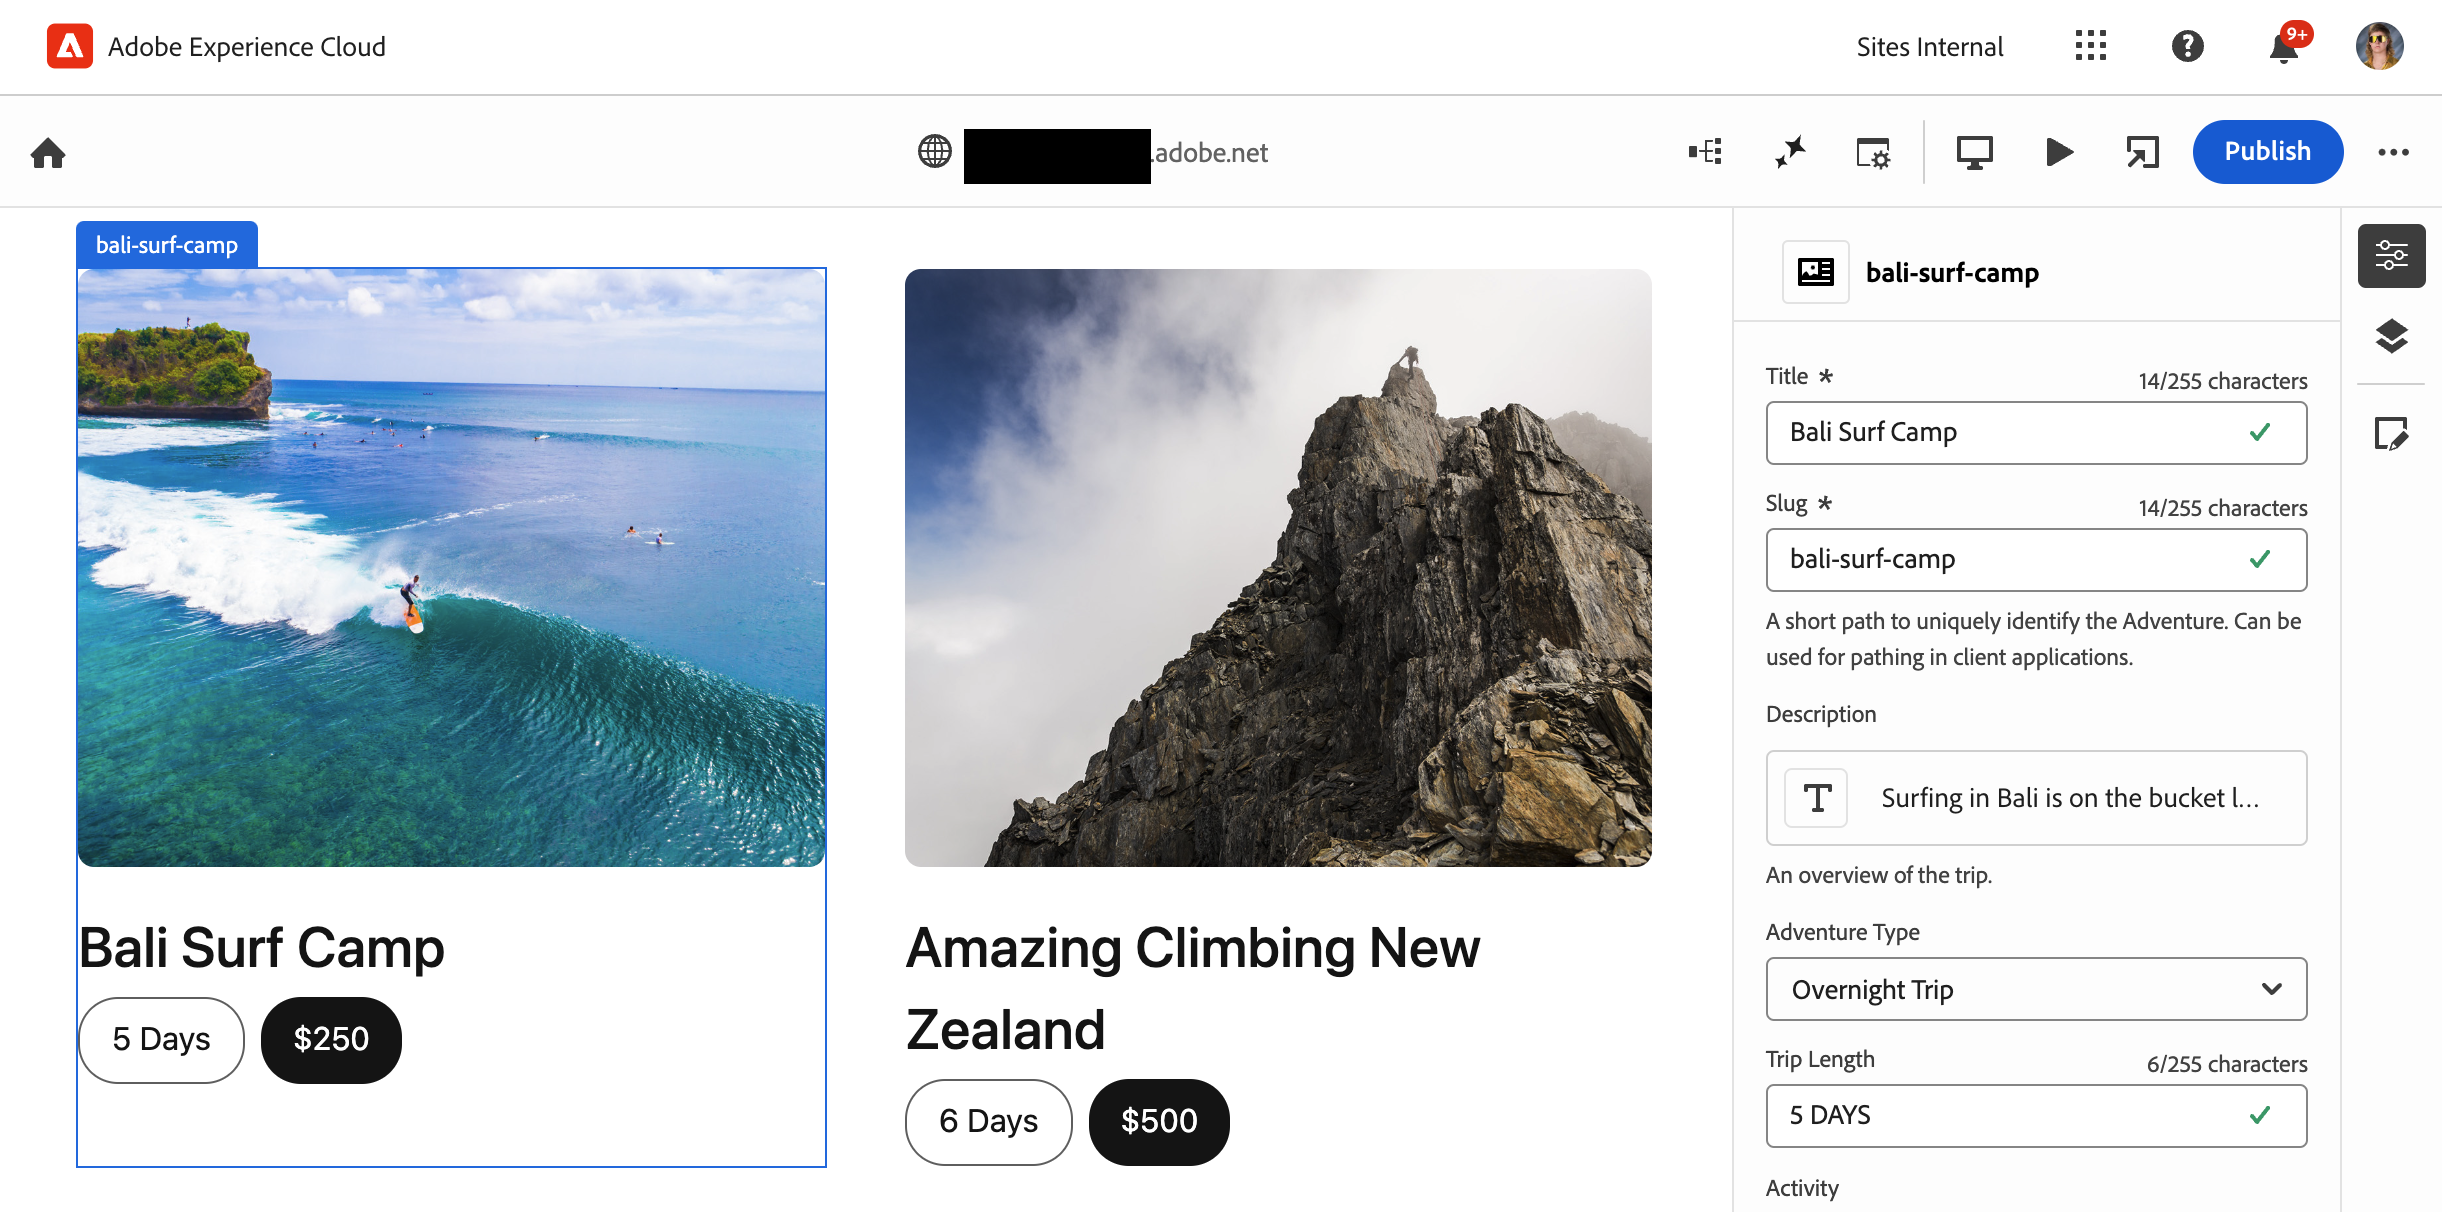 Adobe Experience Cloud
Sites Internal
9+
.adobe.net
Publish
bali-surf-camp
Bali Surf Camp
5 Days
$250
Amazing Climbing New
Zealand
6 Days
$500
bali-surf-camp
Title *
14/255 characters
Bali Surf Camp
Slug *
14/255 characters
bali-surf-camp
A short path to uniquely identify the Adventure. Can be
used for pathing in client applications.
Description
T
Surfing in Bali is on the bucket l...
An overview of the trip.
Adventure Type
Overnight Trip
Trip Length
6/255 characters
5 DAYS
Activity